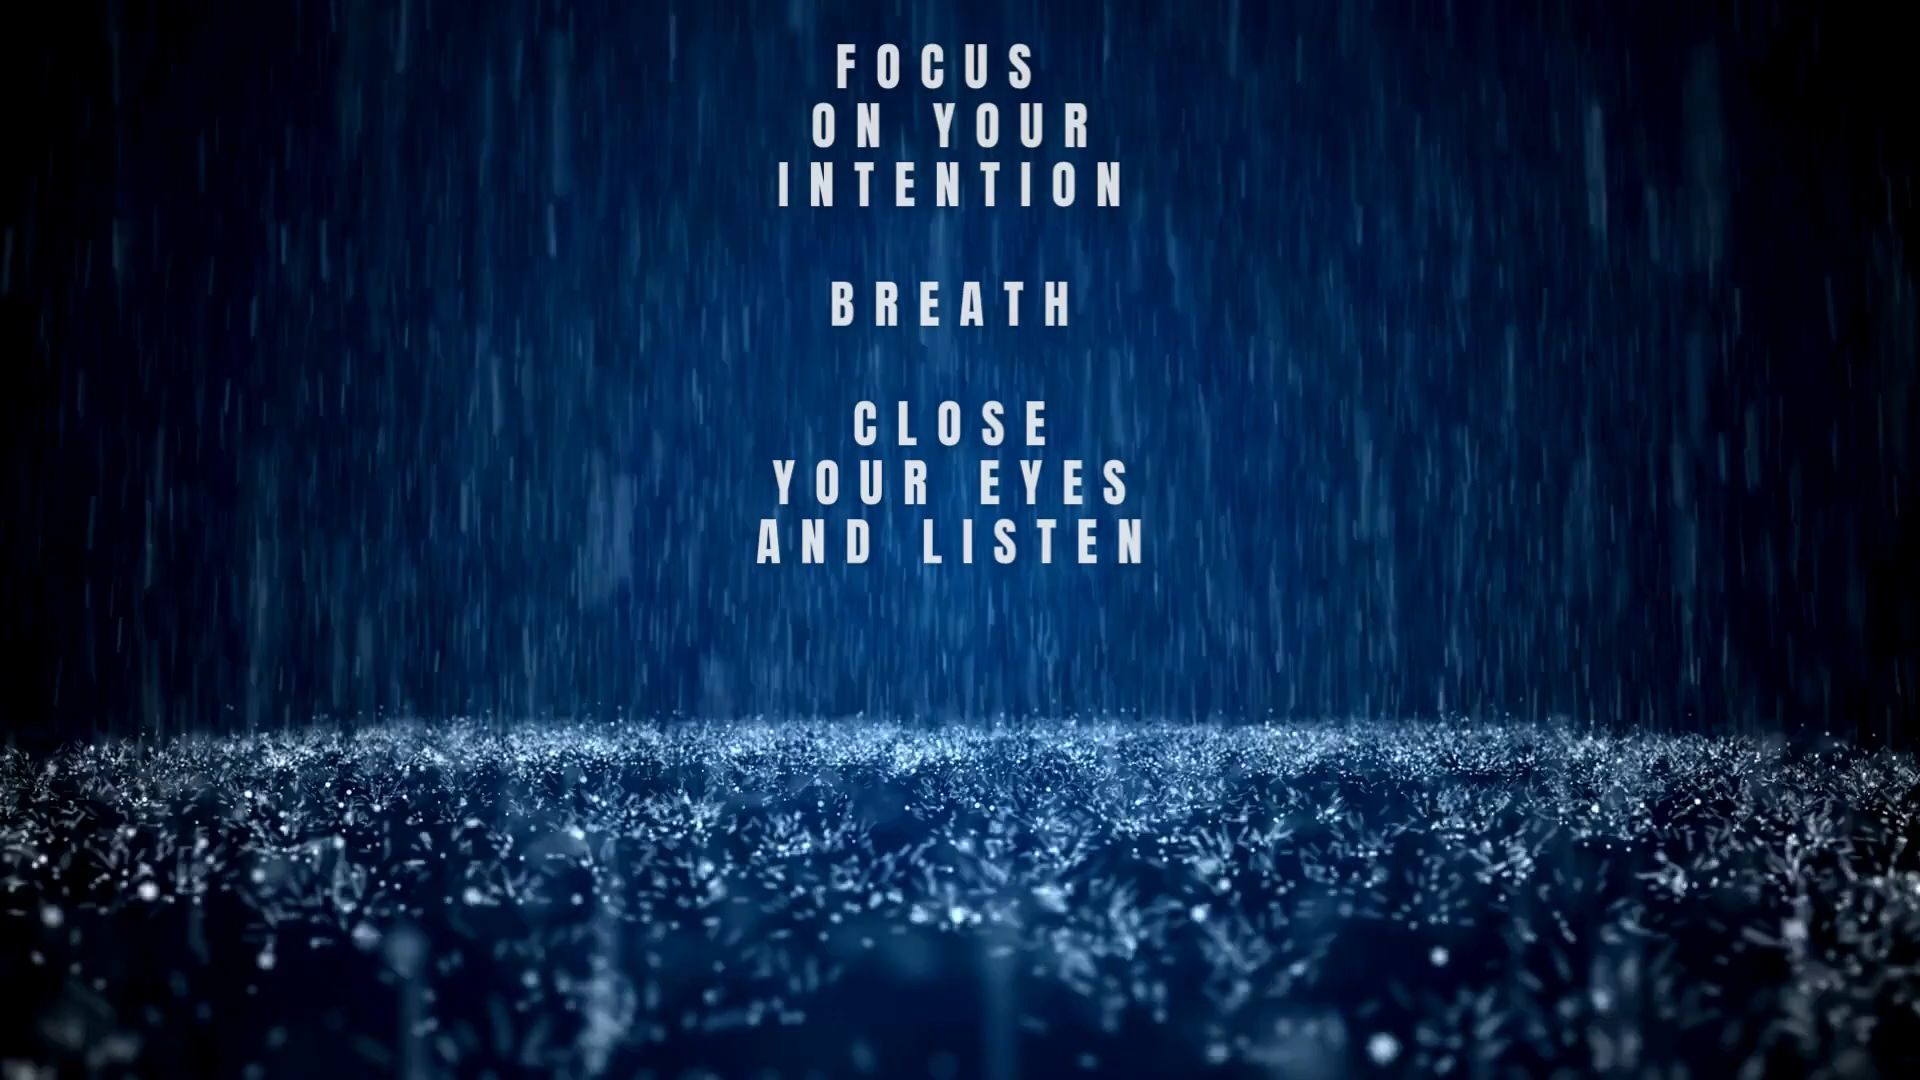 FOCUS
ON YOUR
INTENTION
BREATH
CLOSE
YOUR EYES
AND LISTEN